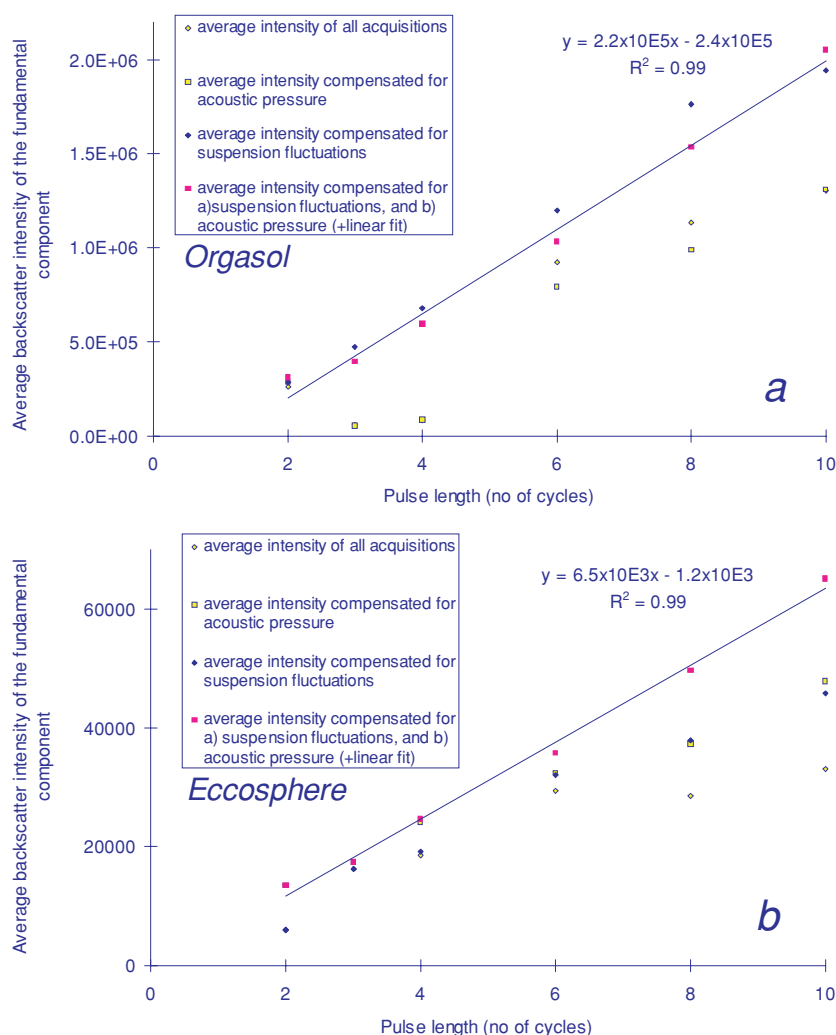 average intensity of all acquisitions
average intensity compensated for
acoustic pressure
average intensity compensated for
suspension fluctuations
average intensity compensated for
a)suspension fluctuations, and b)
acoustic pressure (+linear fit)
y = 2.2x10E5x - 2.4x10E5
R² = 0.99
Orgasol
a
Average backscatter intensity of the fundamental
component
2.0E+06
1.5E+06
1.0E+06
5.0E+05
0.0E+00
0 2 4 6 8 10
Pulse length (no of cycles)
average intensity of all acquisitions
average intensity compensated for
acoustic pressure
average intensity compensated for
suspension fluctuations
average intensity compensated for
a) suspension fluctuations, and b)
acoustic pressure (+linear fit)
y = 6.5x10E3x - 1.2x10E3
R² = 0.99
Eccosphere
b
Average backscatter intensity of the fundamental
component
60000
40000
20000
0
0 2 4 6 8 10
Pulse length (no of cycles)